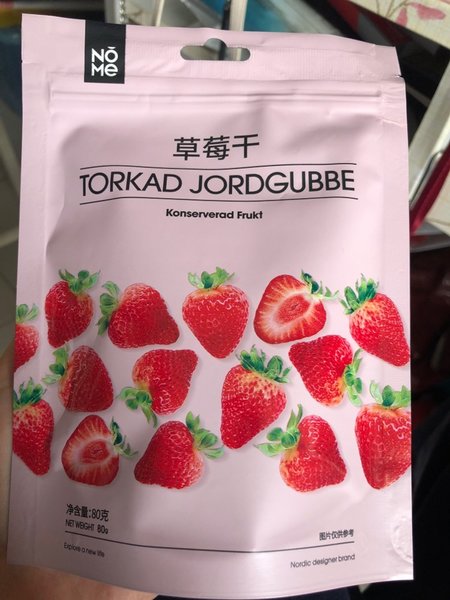 NŌ
Me
草莓干
TORKAD JORDGUBBE
Konserverad Frukt
净含量:80克
NET WEIGHT 80g
图片仅供参考
Explore a new life
Nordic designer brand